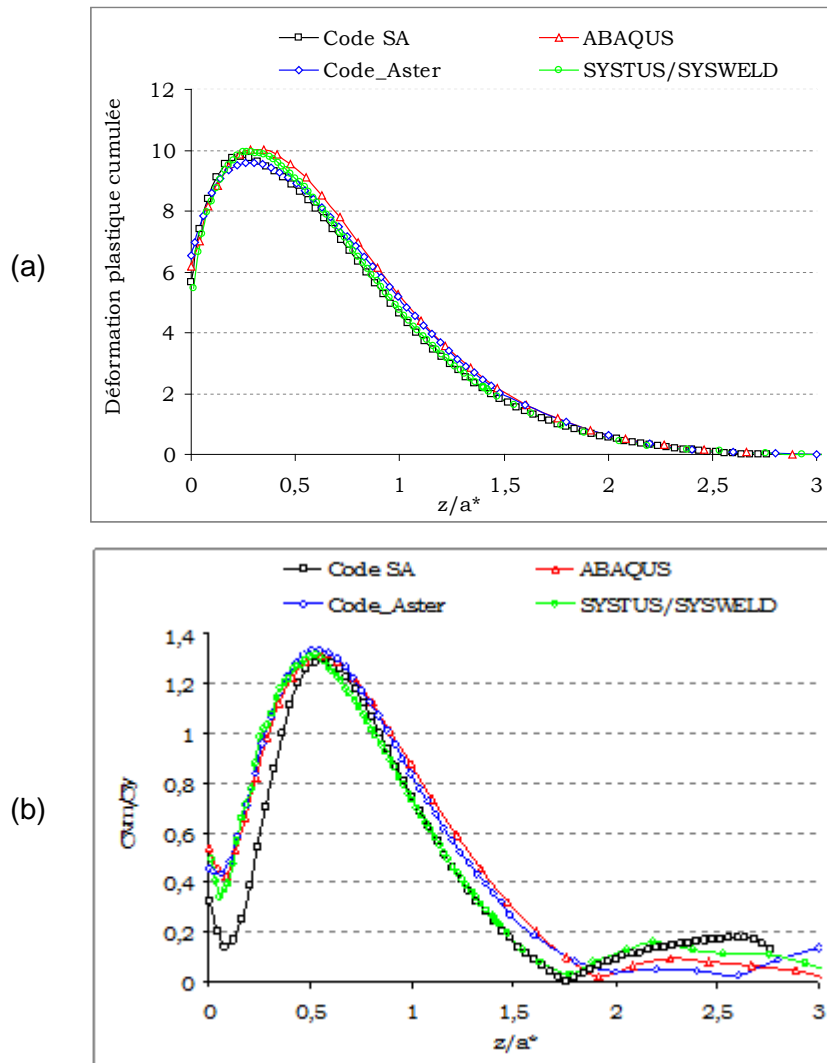 (a)
Code SA ABAQUS
Code_Aster SYSTUS/SYSWELD
Déformation plastique cumulée
12
10
8
6
4
2
0
0 0,5 1 1,5 2 2,5 3
z/a*
(b)
Code SA ABAQUS
Code_Aster SYSTUS/SYSWELD
σvm/σy
1,4
1,2
1
0,8
0,6
0,4
0,2
0
0 0,5 1 1,5 2 2,5 3
z/a*